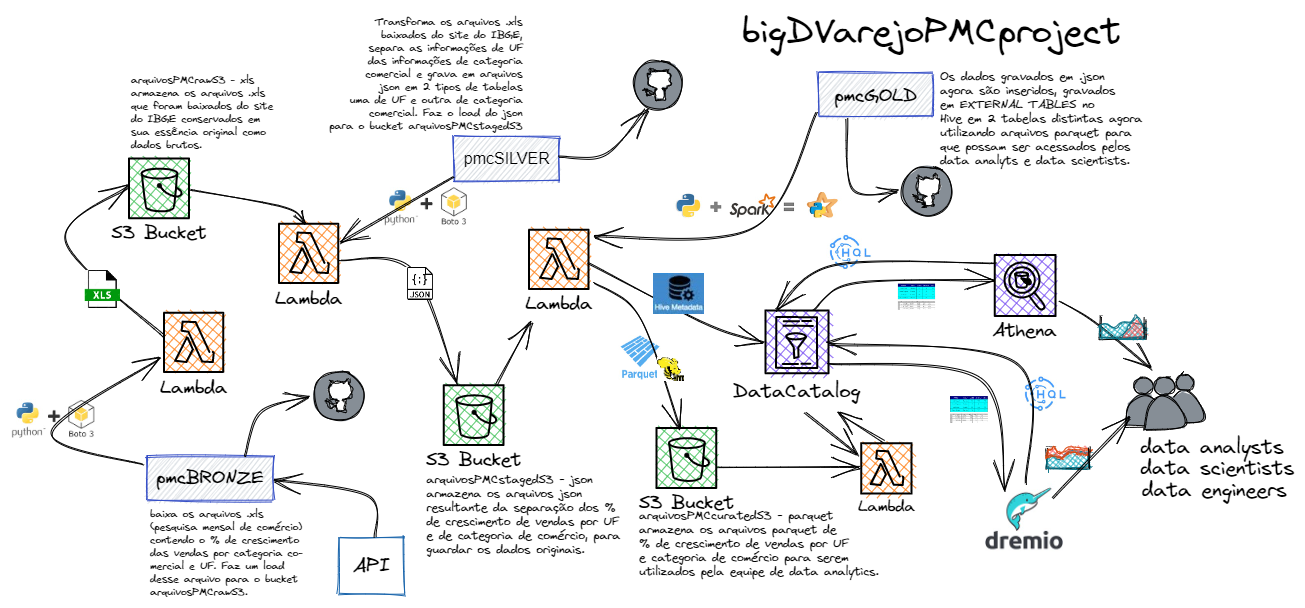 bigDVarejoPMCproject
Transforma os arquivos .xls
baixados do site do IBGE,
separa as informações de UF
das informações de categoria
comercial e grava em arquivos
json em 2 tipos de tabelas
uma de UF e outra de categoria
comercial. Faz o load do json
para o bucket arquivosPMCstagedS3
arquivosPMCrawS3 - xls
armazena os arquivos .xls
que foram baixados do site
do IBGE conservados em
sua essência original como
dados brutos.
pmcGOLD
Os dados gravados em json
agora são inseridos, gravados
em EXTERNAL TABLES no
Hive em 2 tabelas distintas agora
utilizando arquivos parquet para
que possam ser acessados pelos
data analyts e data scientists.
pmcSILVER
python
+
Boto 3
+
Spark
=
S3 Bucket
Lambda
{;}
JSON
Lambda
HQL
Hive Metadata
XLS
Athena
Lambda
Parquet
DataCatalog
HQL
python
+
Boto 3
S3 Bucket
arquivosPMCstagedS3 - json
armazena os arquivos json
resultante da separação dos %
de crescimento de vendas por UF
e de categoria de comércio, para
guardar os dados originais.
data analysts
data scientists
data engineers
pmcBRONZE
baixa os arquivos .xls
(pesquisa mensal de comércio)
contendo o % de crescimento
das vendas por categoria co-
mercial e UF. Faz um load
desse arquivo para o bucket
arquivosPMCrawS3.
API
S3 Bucket
arquivosPMCcuratedS3 - parquet
armazena os arquivos parquet de
% de crescimento de vendas por UF
e categoria de comércio para serem
utilizados pela equipe de data analytics.
Lambda
dremio